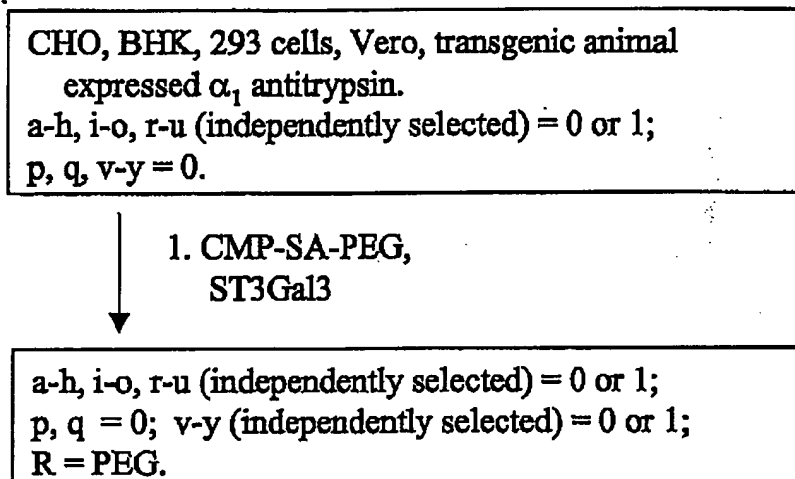 CHO, BHK, 293 cells, Vero, transgenic animal
expressed α₁ antitrypsin.
a-h, i-o, r-u (independently selected) = 0 or 1;
p, q, v-y = 0.
1. CMP-SA-PEG,
ST3Gal3
a-h, i-o, r-u (independently selected) = 0 or 1;
p, q = 0; v-y (independently selected) = 0 or 1;
R = PEG.